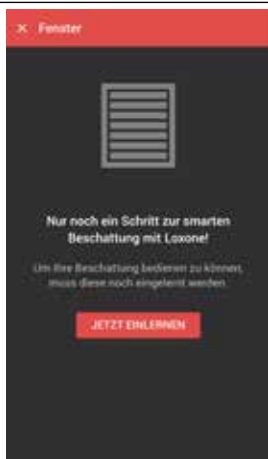 × Fenster
Nur noch ein Schritt zur smarten
Beschattung mit Loxone!
Um Ihre Beschattung bedienen zu können,
muss diese noch eingelernt werden.
JETZT EINLERNEN